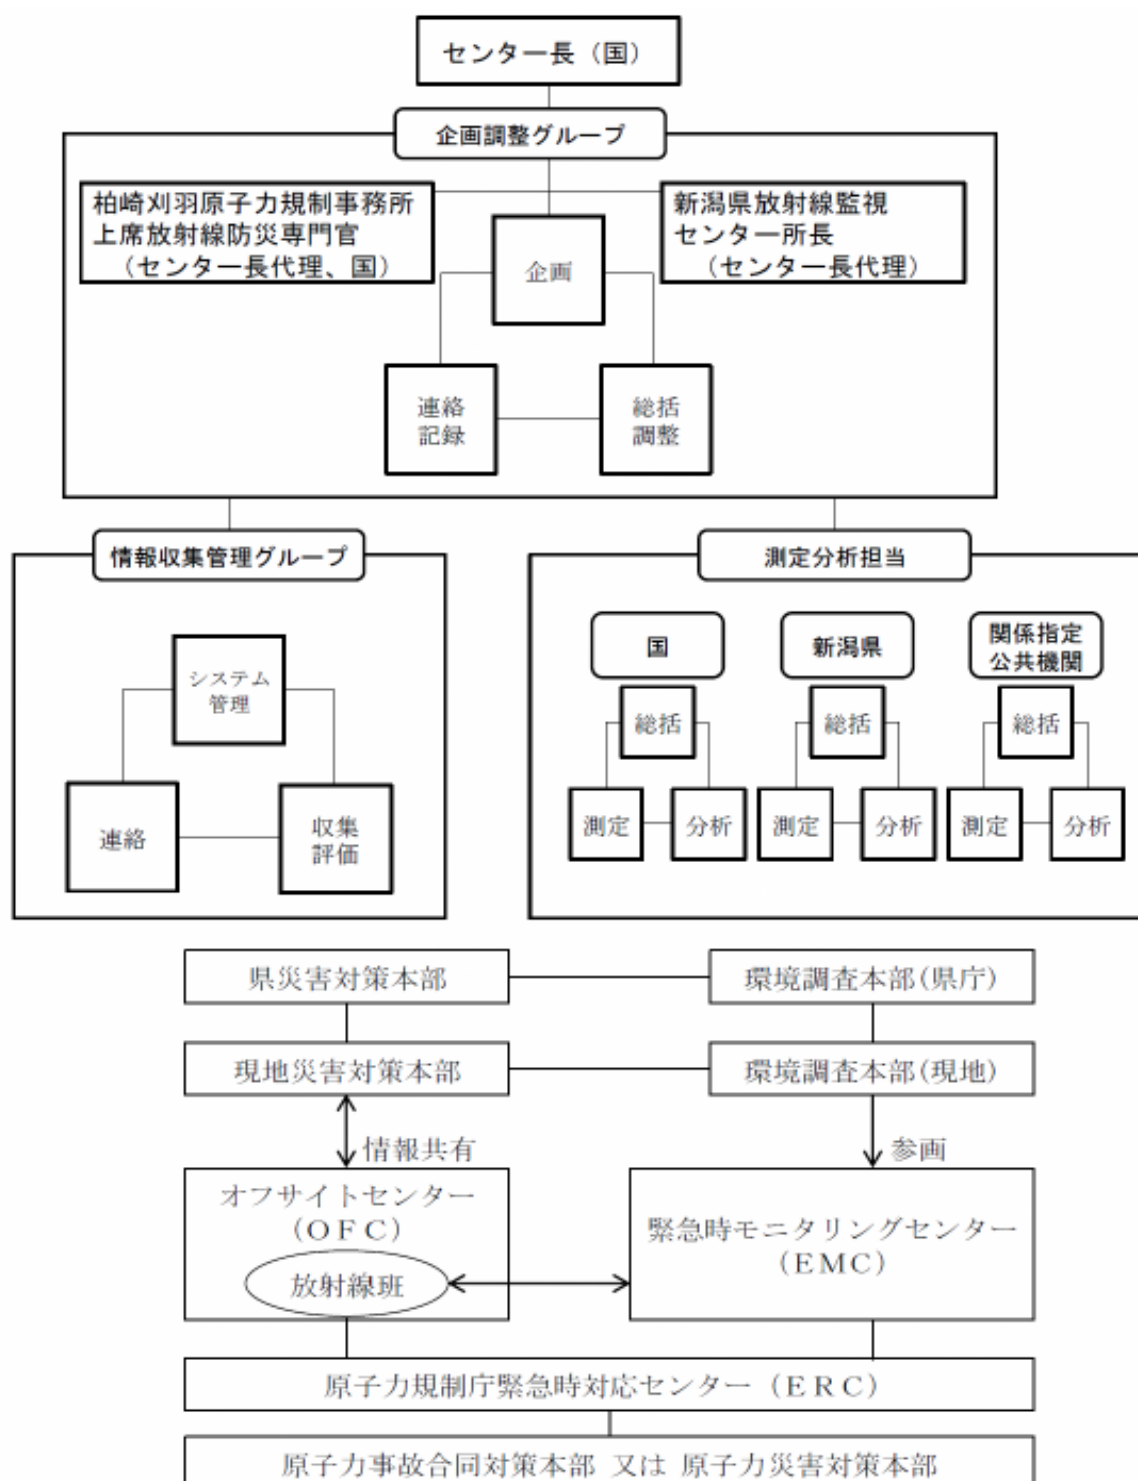 センター長（国）
企画調整グループ
柏崎刈羽原子力規制事務所
上席放射線防災専門官
（センター長代理、国）
新潟県放射線監視
センター所長
（センター長代理）
企画
連絡
記録
総括
調整
情報収集管理グループ
システム
管理
連絡
収集
評価
測定分析担当
国
総括
測定
分析
新潟県
総括
測定
分析
関係指定
公共機関
総括
測定
分析
県災害対策本部
環境調査本部(県庁)
現地災害対策本部
環境調査本部(現地)
情報共有
参画
オフサイトセンター
(ＯＦＣ)
放射線班
緊急時モニタリングセンター
(ＥＭＣ)
原子力規制庁緊急時対応センター (ＥＲＣ)
原子力事故合同対策本部 又は 原子力災害対策本部